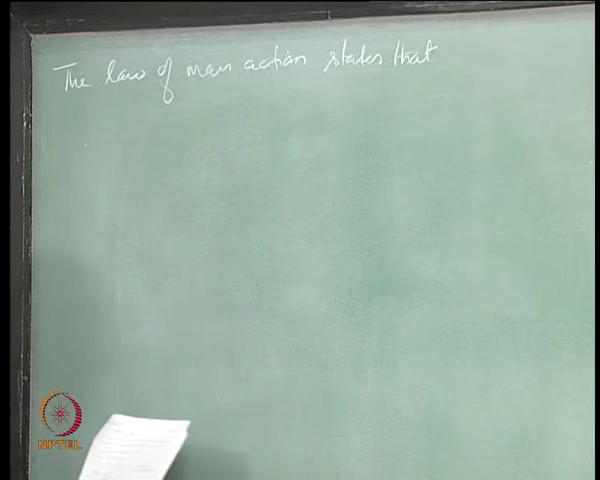 The law of mass action states that
NPTEL